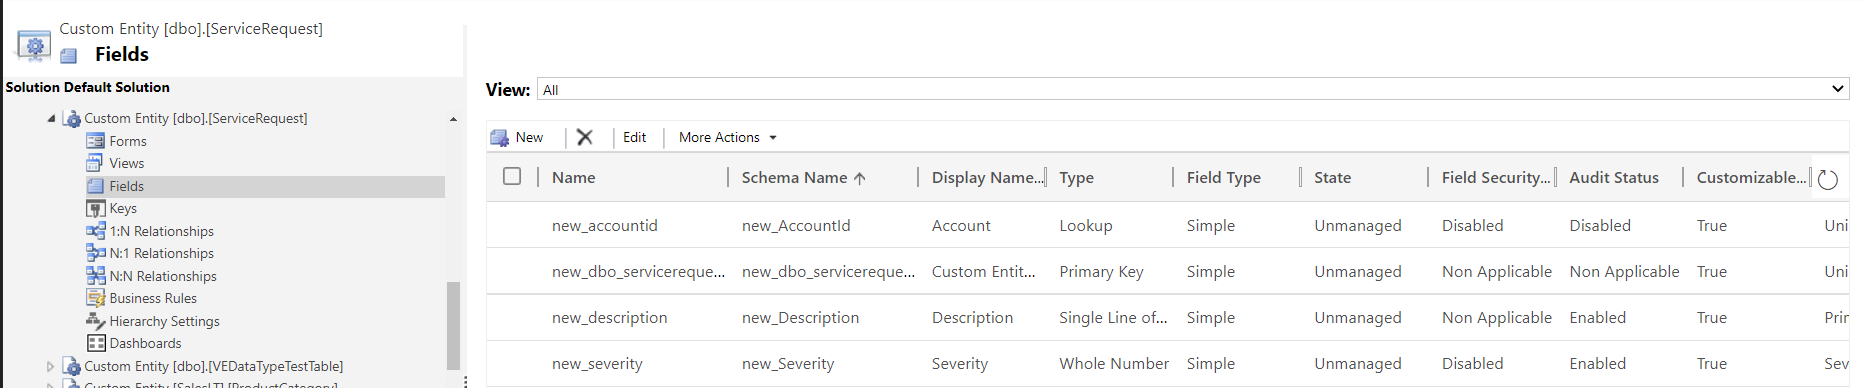 Custom Entity [dbo].[ServiceRequest]
Fields
Solution Default Solution
Custom Entity [dbo].[ServiceRequest]
Forms
Views
Fields
Keys
1:N Relationships
N:1 Relationships
N:N Relationships
Business Rules
Hierarchy Settings
Dashboards
Custom Entity [dbo].[VEDataTypeTestTable]
Custom Entity [SalesLT].[ProductCategory]
View: All
New Edit More Actions
Name Schema Name Display Name... Type Field Type State Field Security... Audit Status Customizable...
new_accountid new_AccountId Account Lookup Simple Unmanaged Disabled Disabled True Uni
new_dbo_servicereque... new_dbo_servicereque... Custom Entit... Primary Key Simple Unmanaged Non Applicable Non Applicable True Uni
new_description new_Description Description Single Line of... Simple Unmanaged Non Applicable Enabled True Prin
new_severity new_Severity Severity Whole Number Simple Unmanaged Disabled Enabled True Sev